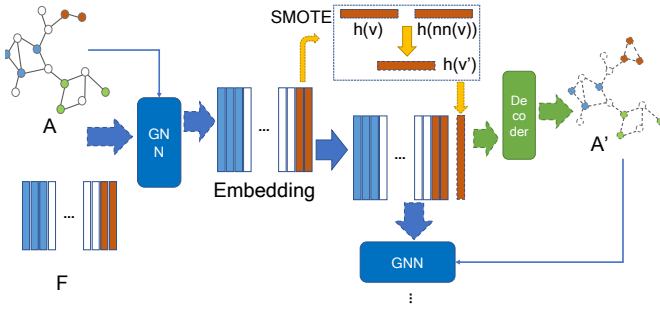 SMOTE
h(v)
h(nn(v))
h(v')
A
GN
N
...
Embedding
...
De
co
der
A'
...
F
GNN
...